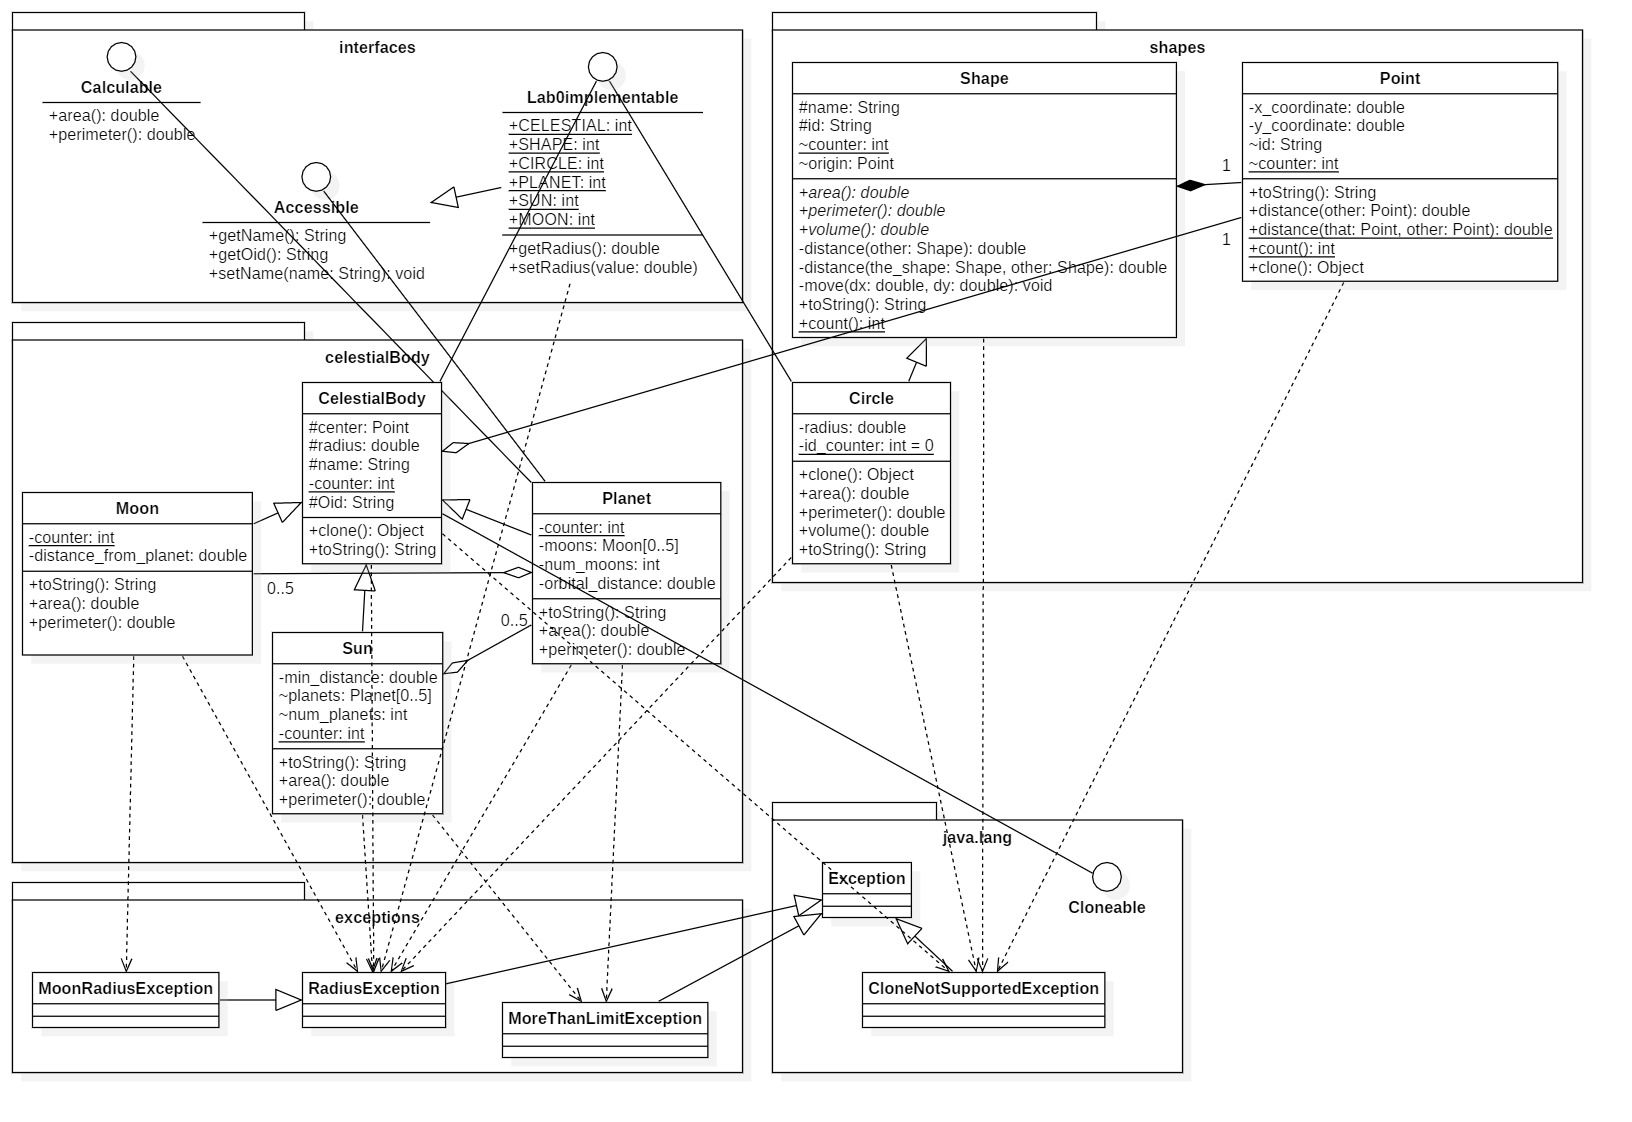 interfaces
Calculable
+area(): double
+perimeter(): double
Accessible
+getName(): String
+getOid(): String
+setName(name: String): void
Lab0implementable
+CELESTIAL: int
+SHAPE: int
+CIRCLE: int
+PLANET: int
+SUN: int
+MOON: int
+getRadius(): double
+setRadius(value: double)
shapes
Shape
#name: String
#id: String
~counter: int
~origin: Point
+area(): double
+perimeter(): double
+volume(): double
-distance(other: Shape): double
-distance(the_shape: Shape, other: Shape): double
-move(dx: double, dy: double): void
+toString(): String
+count(): int
1
1
Point
-x_coordinate: double
-y_coordinate: double
~id: String
~counter: int
+toString(): String
+distance(other: Point): double
+distance(that: Point, other: Point): double
+count(): int
+clone(): Object
Circle
-radius: double
-id_counter: int = 0
+clone(): Object
+area(): double
+perimeter(): double
+volume(): double
+toString(): String
celestialBody
CelestialBody
#center: Point
#radius: double
#name: String
-counter: int
#Oid: String
+clone(): Object
+toString(): String
Moon
-counter: int
-distance_from_planet: double
+toString(): String
+area(): double
+perimeter(): double
0..5
Planet
-counter: int
-moons: Moon[0..5]
-num_moons: int
-orbital_distance: double
+toString(): String
+area(): double
+perimeter(): double
0..5
Sun
-min_distance: double
~planets: Planet[0..5]
~num_planets: int
-counter: int
+toString(): String
+area(): double
+perimeter(): double
exceptions
MoonRadiusException
RadiusException
MoreThanLimitException
java.lang
Exception
Cloneable
CloneNotSupportedException